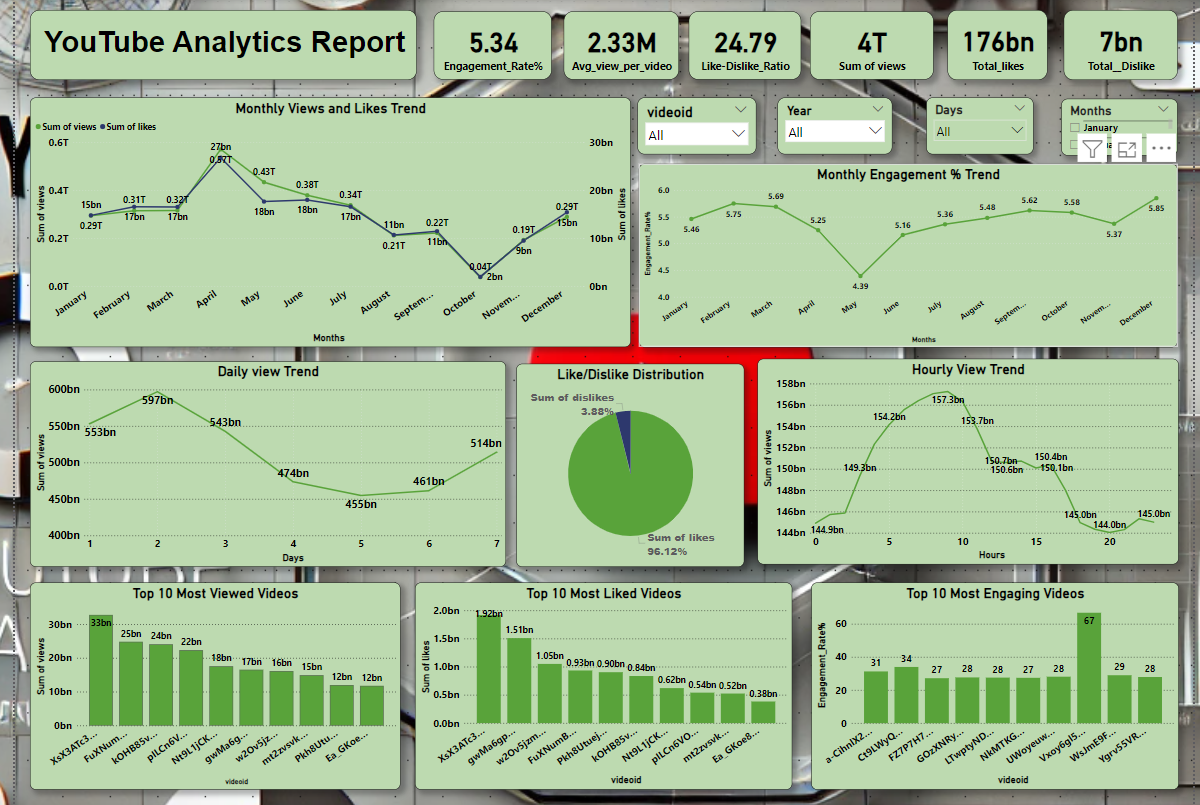 YouTube Analytics Report
5.34
Engagement_Rate%
2.33M
Avg_view_per_video
24.79
Like-Dislike_Ratio
4T
Sum of views
176bn
Total_likes
7bn
Total__Dislike
Monthly Views and Likes Trend
Sum of views Sum of likes
0.6T
0.4T
0.2T
0.0T
Sum of views
30bn
20bn
10bn
0bn
Sum of likes
15bn
0.29T
0.31T
17bn
0.32T
17bn
27bn
0.57T
0.43T
18bn
0.38T
18bn
0.34T
17bn
11bn
0.21T
0.22T
11bn
0.04T
2bn
0.19T
9bn
0.29T
15bn
January
February
March
April
May
June
July
August
Septem...
October
Novem...
December
Months
videoid
All
Year
All
Days
All
Months
January
Monthly Engagement % Trend
6.0
5.5
5.0
4.5
4.0
Engagement_Rate%
5.46
5.75
5.69
5.25
4.39
5.16
5.36
5.48
5.62
5.58
5.37
5.85
January
February
March
April
May
June
July
August
Septem...
October
Novem...
December
Months
Daily view Trend
600bn
550bn
500bn
450bn
400bn
Sum of views
553bn
597bn
543bn
474bn
455bn
461bn
514bn
1 2 3 4 5 6 7
Days
Like/Dislike Distribution
Sum of dislikes
3.88%
Sum of likes
96.12%
Hourly View Trend
158bn
156bn
154bn
152bn
150bn
148bn
146bn
144bn
Sum of views
144.9bn
149.3bn
154.2bn
157.3bn
153.7bn
150.7bn
150.6bn
150.4bn
150.1bn
145.0bn
144.0bn
145.0bn
0 5 10 15 20
Hours
Top 10 Most Viewed Videos
30bn
20bn
10bn
0bn
Sum of views
33bn
25bn
24bn
22bn
18bn
17bn
16bn
15bn
12bn
12bn
XsX3ATc3...
FuXNum...
kOHB85v...
pILCn6V...
Nt9L1jCK...
gwMa6g...
w2Ov5jz...
mt2zvsvk...
Pkh8Utu...
Ea_GKoe...
videoid
Top 10 Most Liked Videos
2.0bn
1.5bn
1.0bn
0.5bn
0.0bn
Sum of likes
1.92bn
1.51bn
1.05bn
0.93bn
0.90bn
0.84bn
0.62bn
0.54bn
0.52bn
0.38bn
XsX3ATc3...
gwMa6gp...
w2Ov5jzm...
FuXNumB...
Pkh8Utuej...
kOHB85v...
Nt9L1jCK...
pILCn6VO...
mt2zvsvk...
Ea_GKoe8...
videoid
Top 10 Most Engaging Videos
60
40
20
0
Engagement_Rate%
31
34
27
28
28
27
28
67
29
28
a-CihnlX2...
Ct9LWyQ...
FZ7P7H7...
GOzXNRy...
LTwptyND...
NkMTKG...
UWoyeuw...
Vxoy6gI5...
WsJmE9F...
Ygrv55VR...
videoid